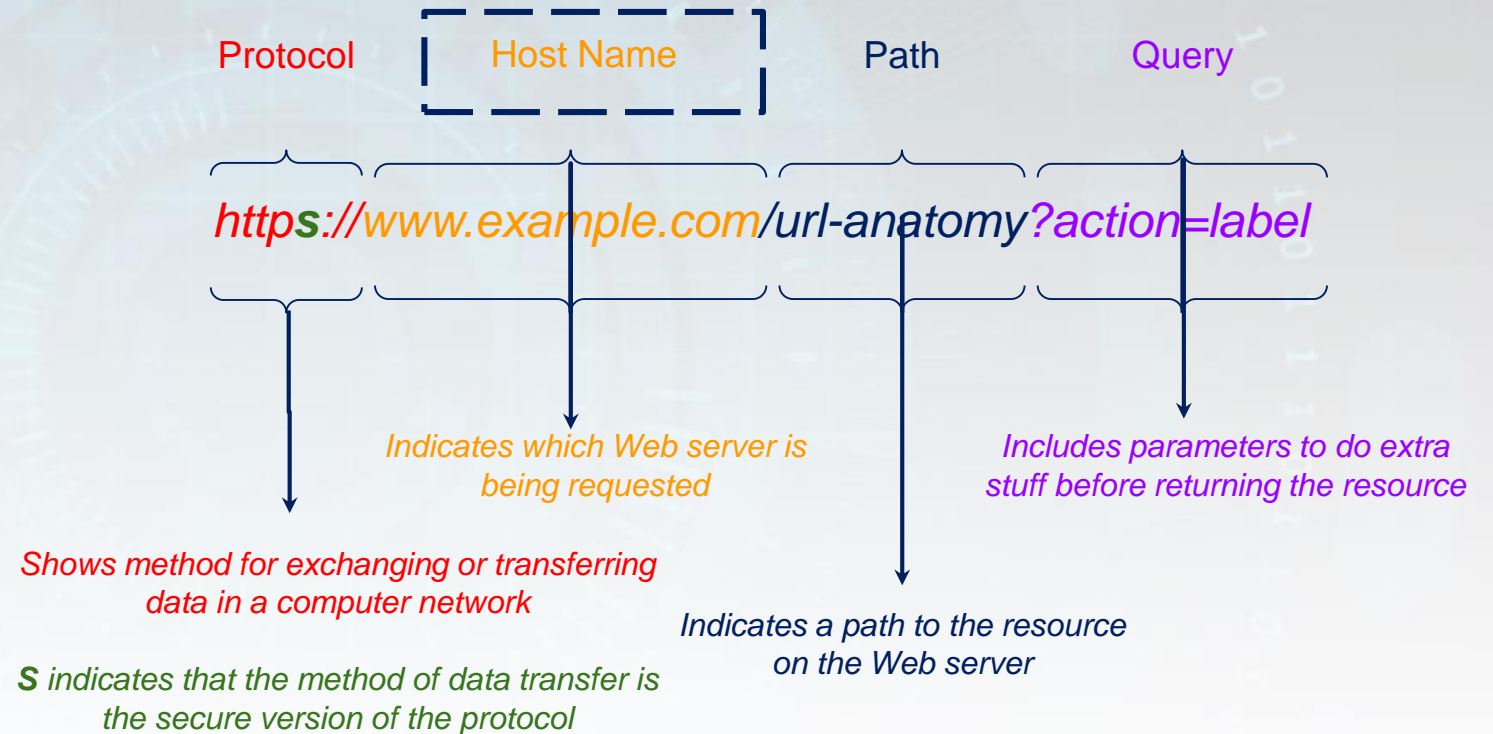 Protocol
Host Name
Path
Query
https://www.example.com/url-anatomy?action=label
Indicates which Web server is
being requested
Includes parameters to do extra
stuff before returning the resource
Shows method for exchanging or transferring
data in a computer network
Indicates a path to the resource
on the Web server
S indicates that the method of data transfer is
the secure version of the protocol